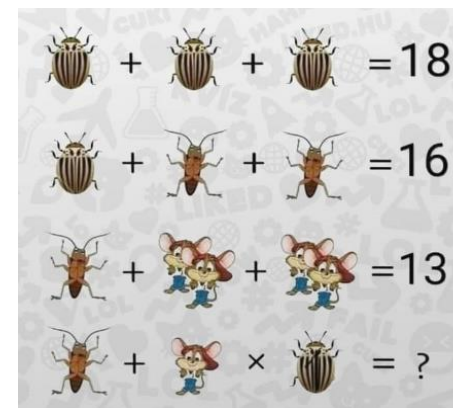 + + = 18
+ + = 16
+ + = 13
+ × = ?